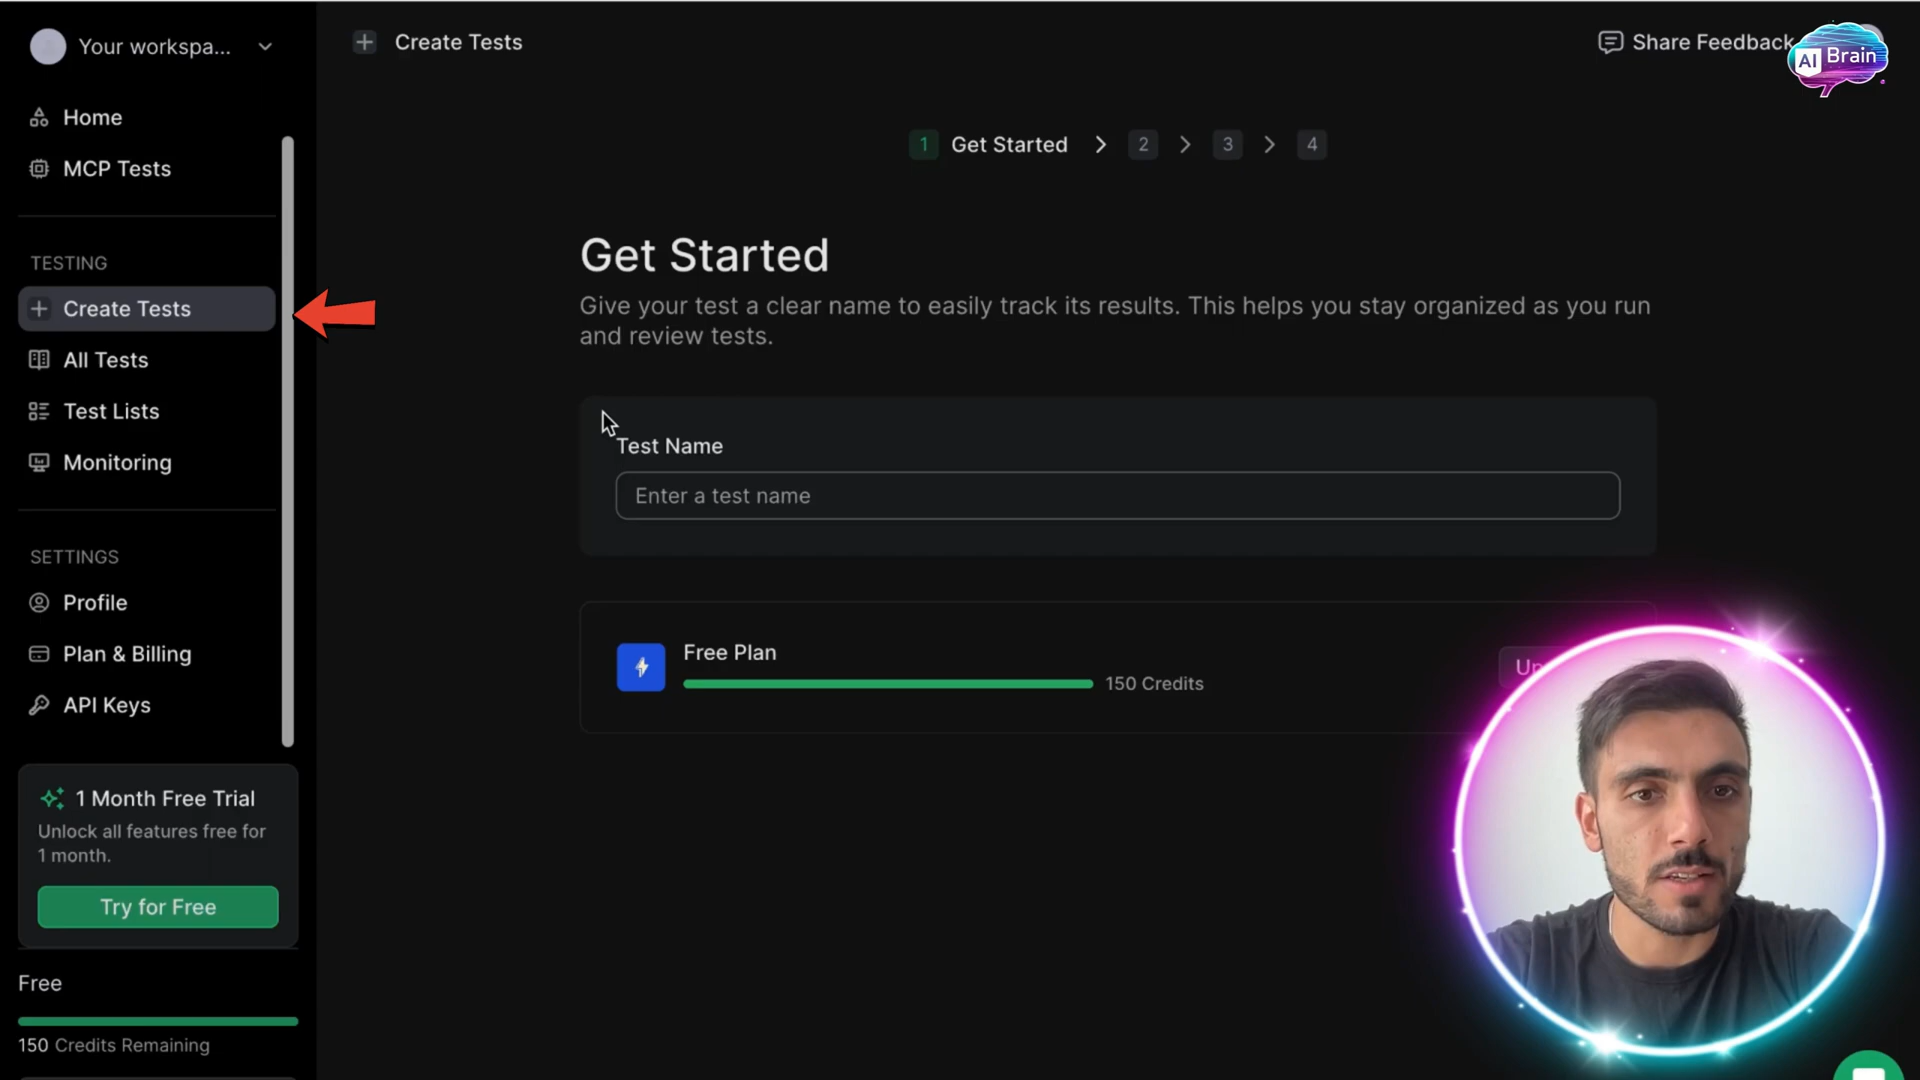 Your workspa...
Home
MCP Tests
TESTING
Create Tests
All Tests
Test Lists
Monitoring
SETTINGS
Profile
Plan & Billing
API Keys
1 Month Free Trial
Unlock all features free for
1 month.
Try for Free
Free
150 Credits Remaining
Create Tests
Share Feedback
AI Brain
1 Get Started 2 3 4
Get Started
Give your test a clear name to easily track its results. This helps you stay organized as you run
and review tests.
Test Name
Enter a test name
Free Plan
150 Credits